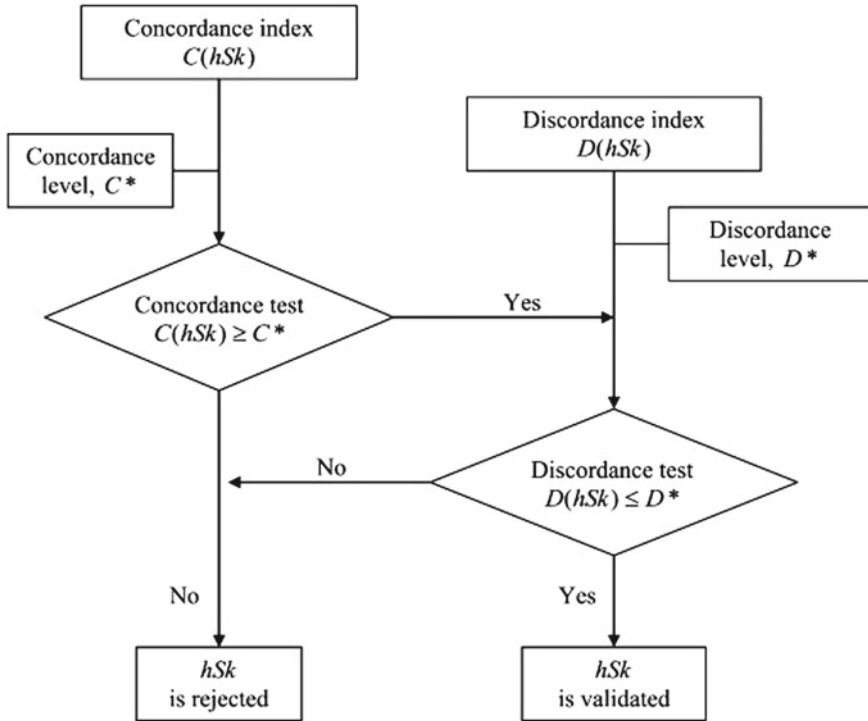 Concordance index
C(hSk)
Discordance index
D(hSk)
Concordance
level, C*
Discordance
level, D*
Concordance test
C(hSk) ≥ C*
Yes
No
Discordance test
D(hSk) ≤ D*
No
Yes
hSk
is rejected
hSk
is validated